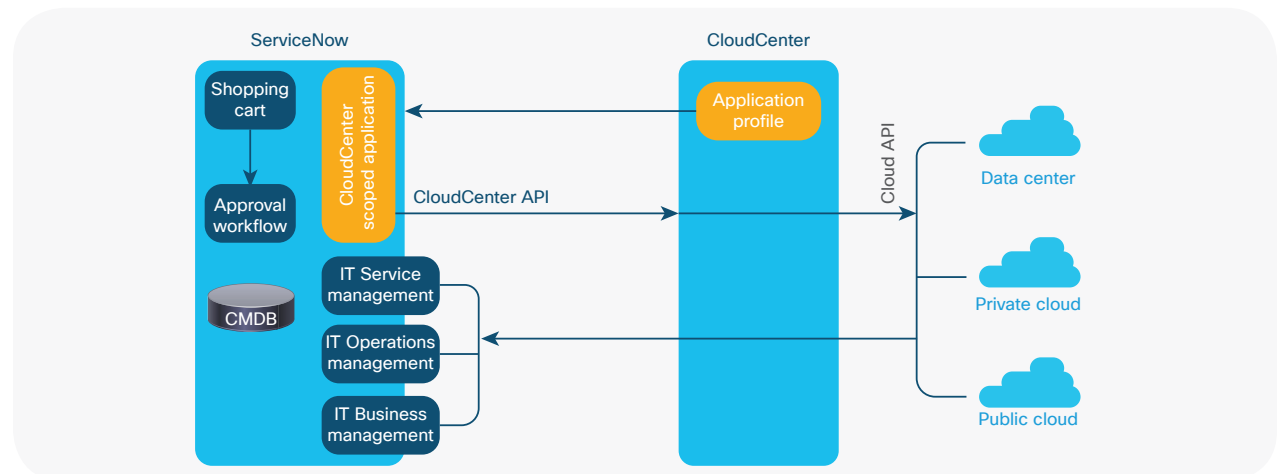 ServiceNow
CloudCenter
Shopping
cart
CloudCenter
scoped application
Application
profile
Cloud API
Data center
CloudCenter API
Approval
workflow
IT Service
management
Private cloud
CMDB
IT Operations
management
IT Business
management
Public cloud